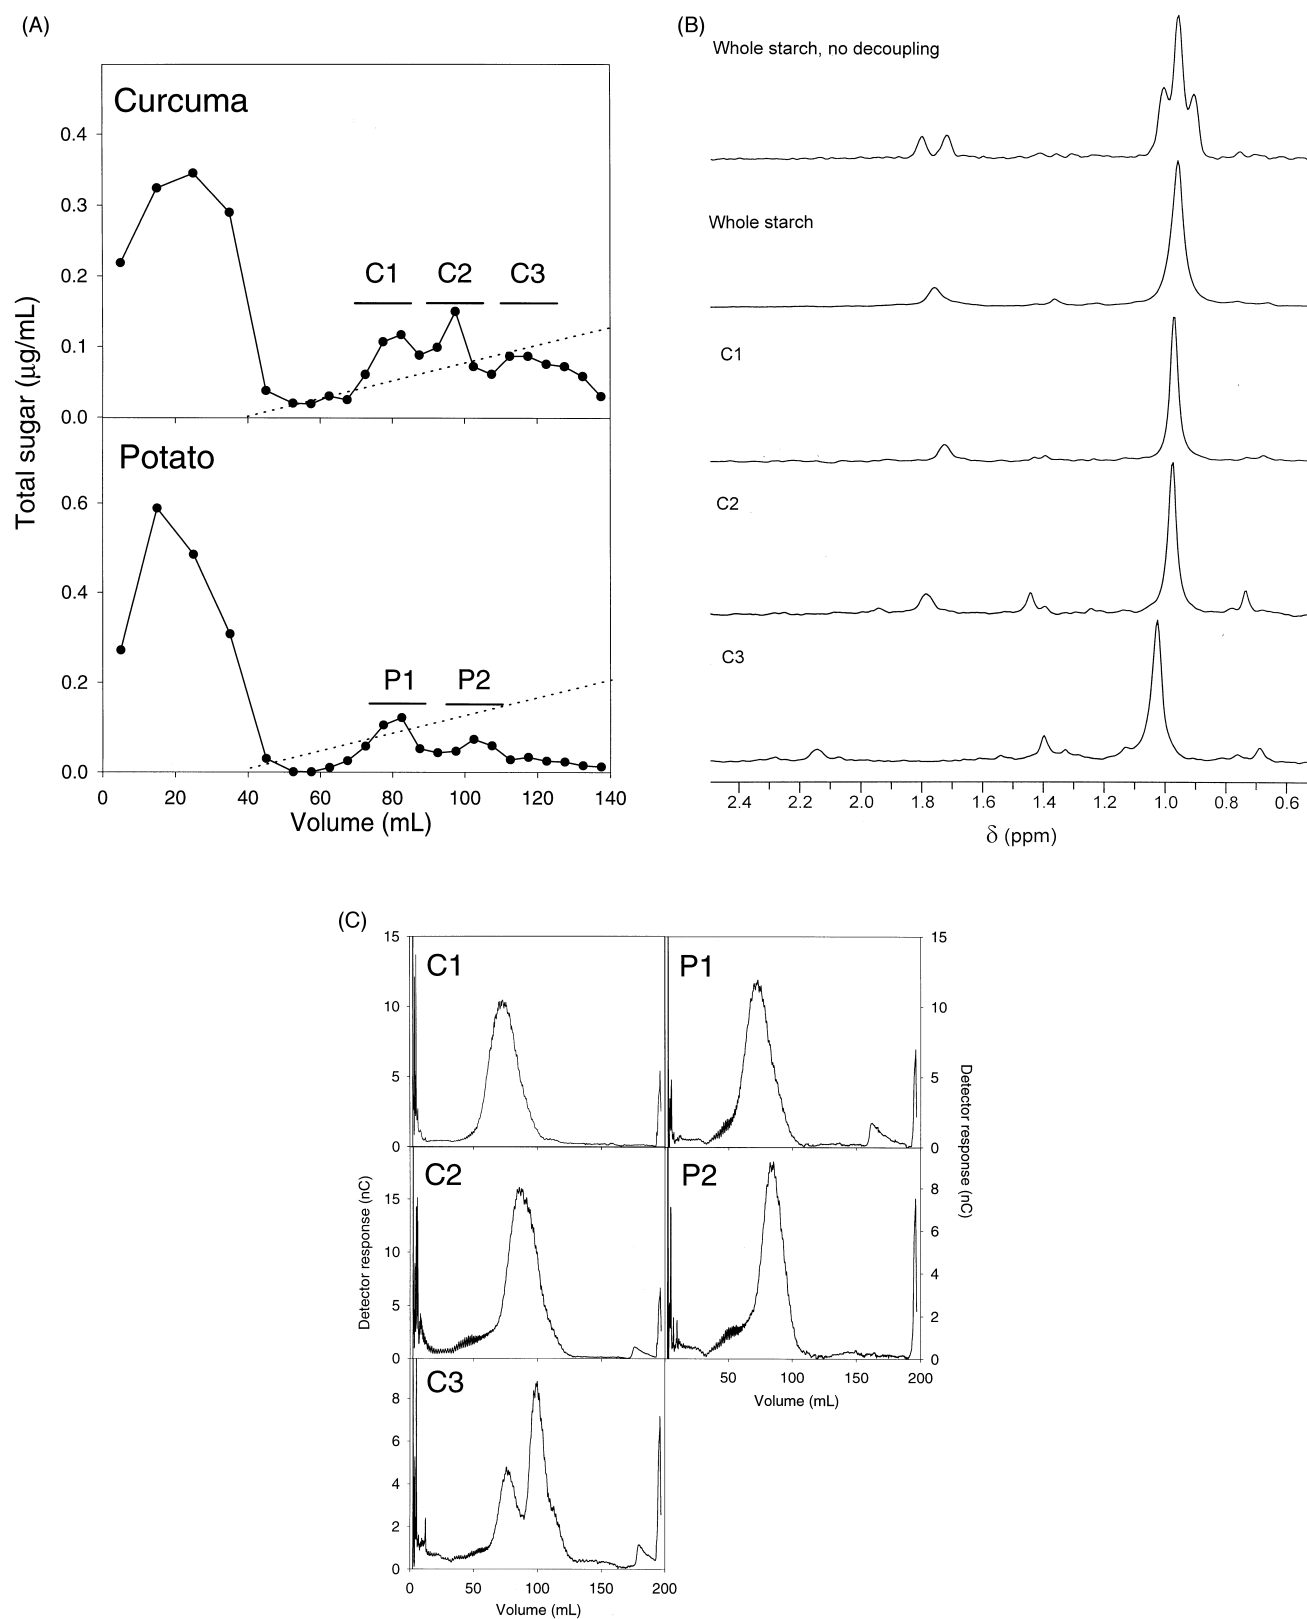 (A)
Curcuma
0.4
0.3
0.2
0.1
0.0
C1 C2 C3
Total sugar (μg/mL)
Potato
0.6
0.4
0.2
0.0
P1 P2
0 20 40 60 80 100 120 140
Volume (mL)
(B)
Whole starch, no decoupling
Whole starch
C1
C2
C3
2.4 2.2 2.0 1.8 1.6 1.4 1.2 1.0 0.8 0.6
δ (ppm)
(C)
15
10
5
0
C1
P1
15
10
5
0
15
10
5
0
C2
P2
8
6
4
2
0
Detector response (nC)
Detector response (nC)
8
6
4
2
0
C3
50 100 150 200
Volume (mL)
0 50 100 150 200
Volume (mL)